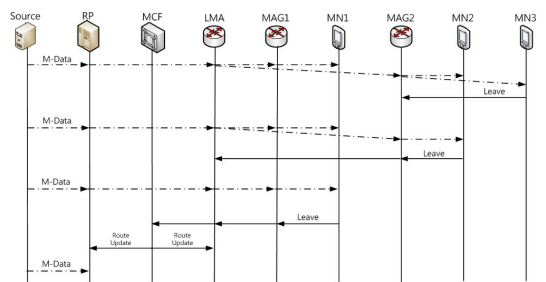 Source RP MCF LMA MAG1 MN1 MAG2 MN2 MN3
M-Data
Leave
M-Data
Leave
M-Data
Leave
Route Update Route Update
M-Data